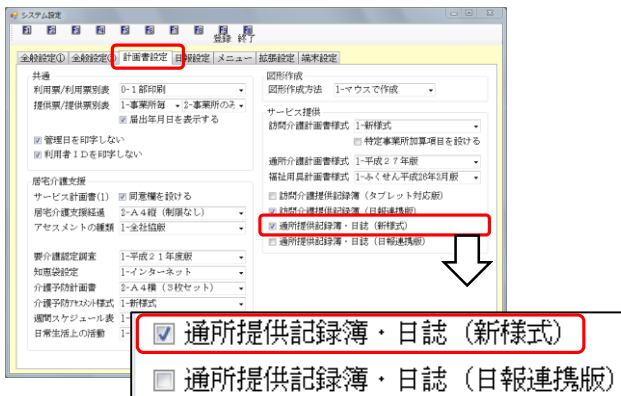 システム設定
F1 F2 F3 F4 F5 F6 F7 F8 F9 F10
登録 終了
全般設定① 全般設定② 計画書設定 日報設定 メニュー 拡張設定 端末設定
共通
利用票/利用票別表 0-1部印刷
提供票/提供票別表 1-事業所毎 2-事業所のみ
届出年月日を表示する
管理日を印字しない
利用者IDを印字しない
居宅介護支援
サービス計画書(1) 同意欄を設ける
居宅介護支援経過 2-A4縦（制限なし）
アセスメントの種類 1-全社協版
要介護認定調査 1-平成21年度版
知恵袋設定 1-インターネット
介護予防計画書 2-A4横（3枚セット）
介護予防ｱｾｽﾒﾝﾄ様式 1-新様式
週間スケジュール表 1-
日常生活上の活動 1-
図形作成
図形作成方法 1-マウスで作成
サービス提供
訪問介護計画書様式 1-新様式
特定事業所加算項目を設ける
通所介護計画書様式 1-平成27年版
福祉用具計画書様式 1-ふくせん平成26年3月版
訪問介護提供記録簿（タブレット対応版）
訪問介護提供記録簿（日報連携版）
通所提供記録簿・日誌（新様式）
通所提供記録簿・日誌（日報連携版）
通所提供記録簿・日誌（新様式）
通所提供記録簿・日誌（日報連携版）